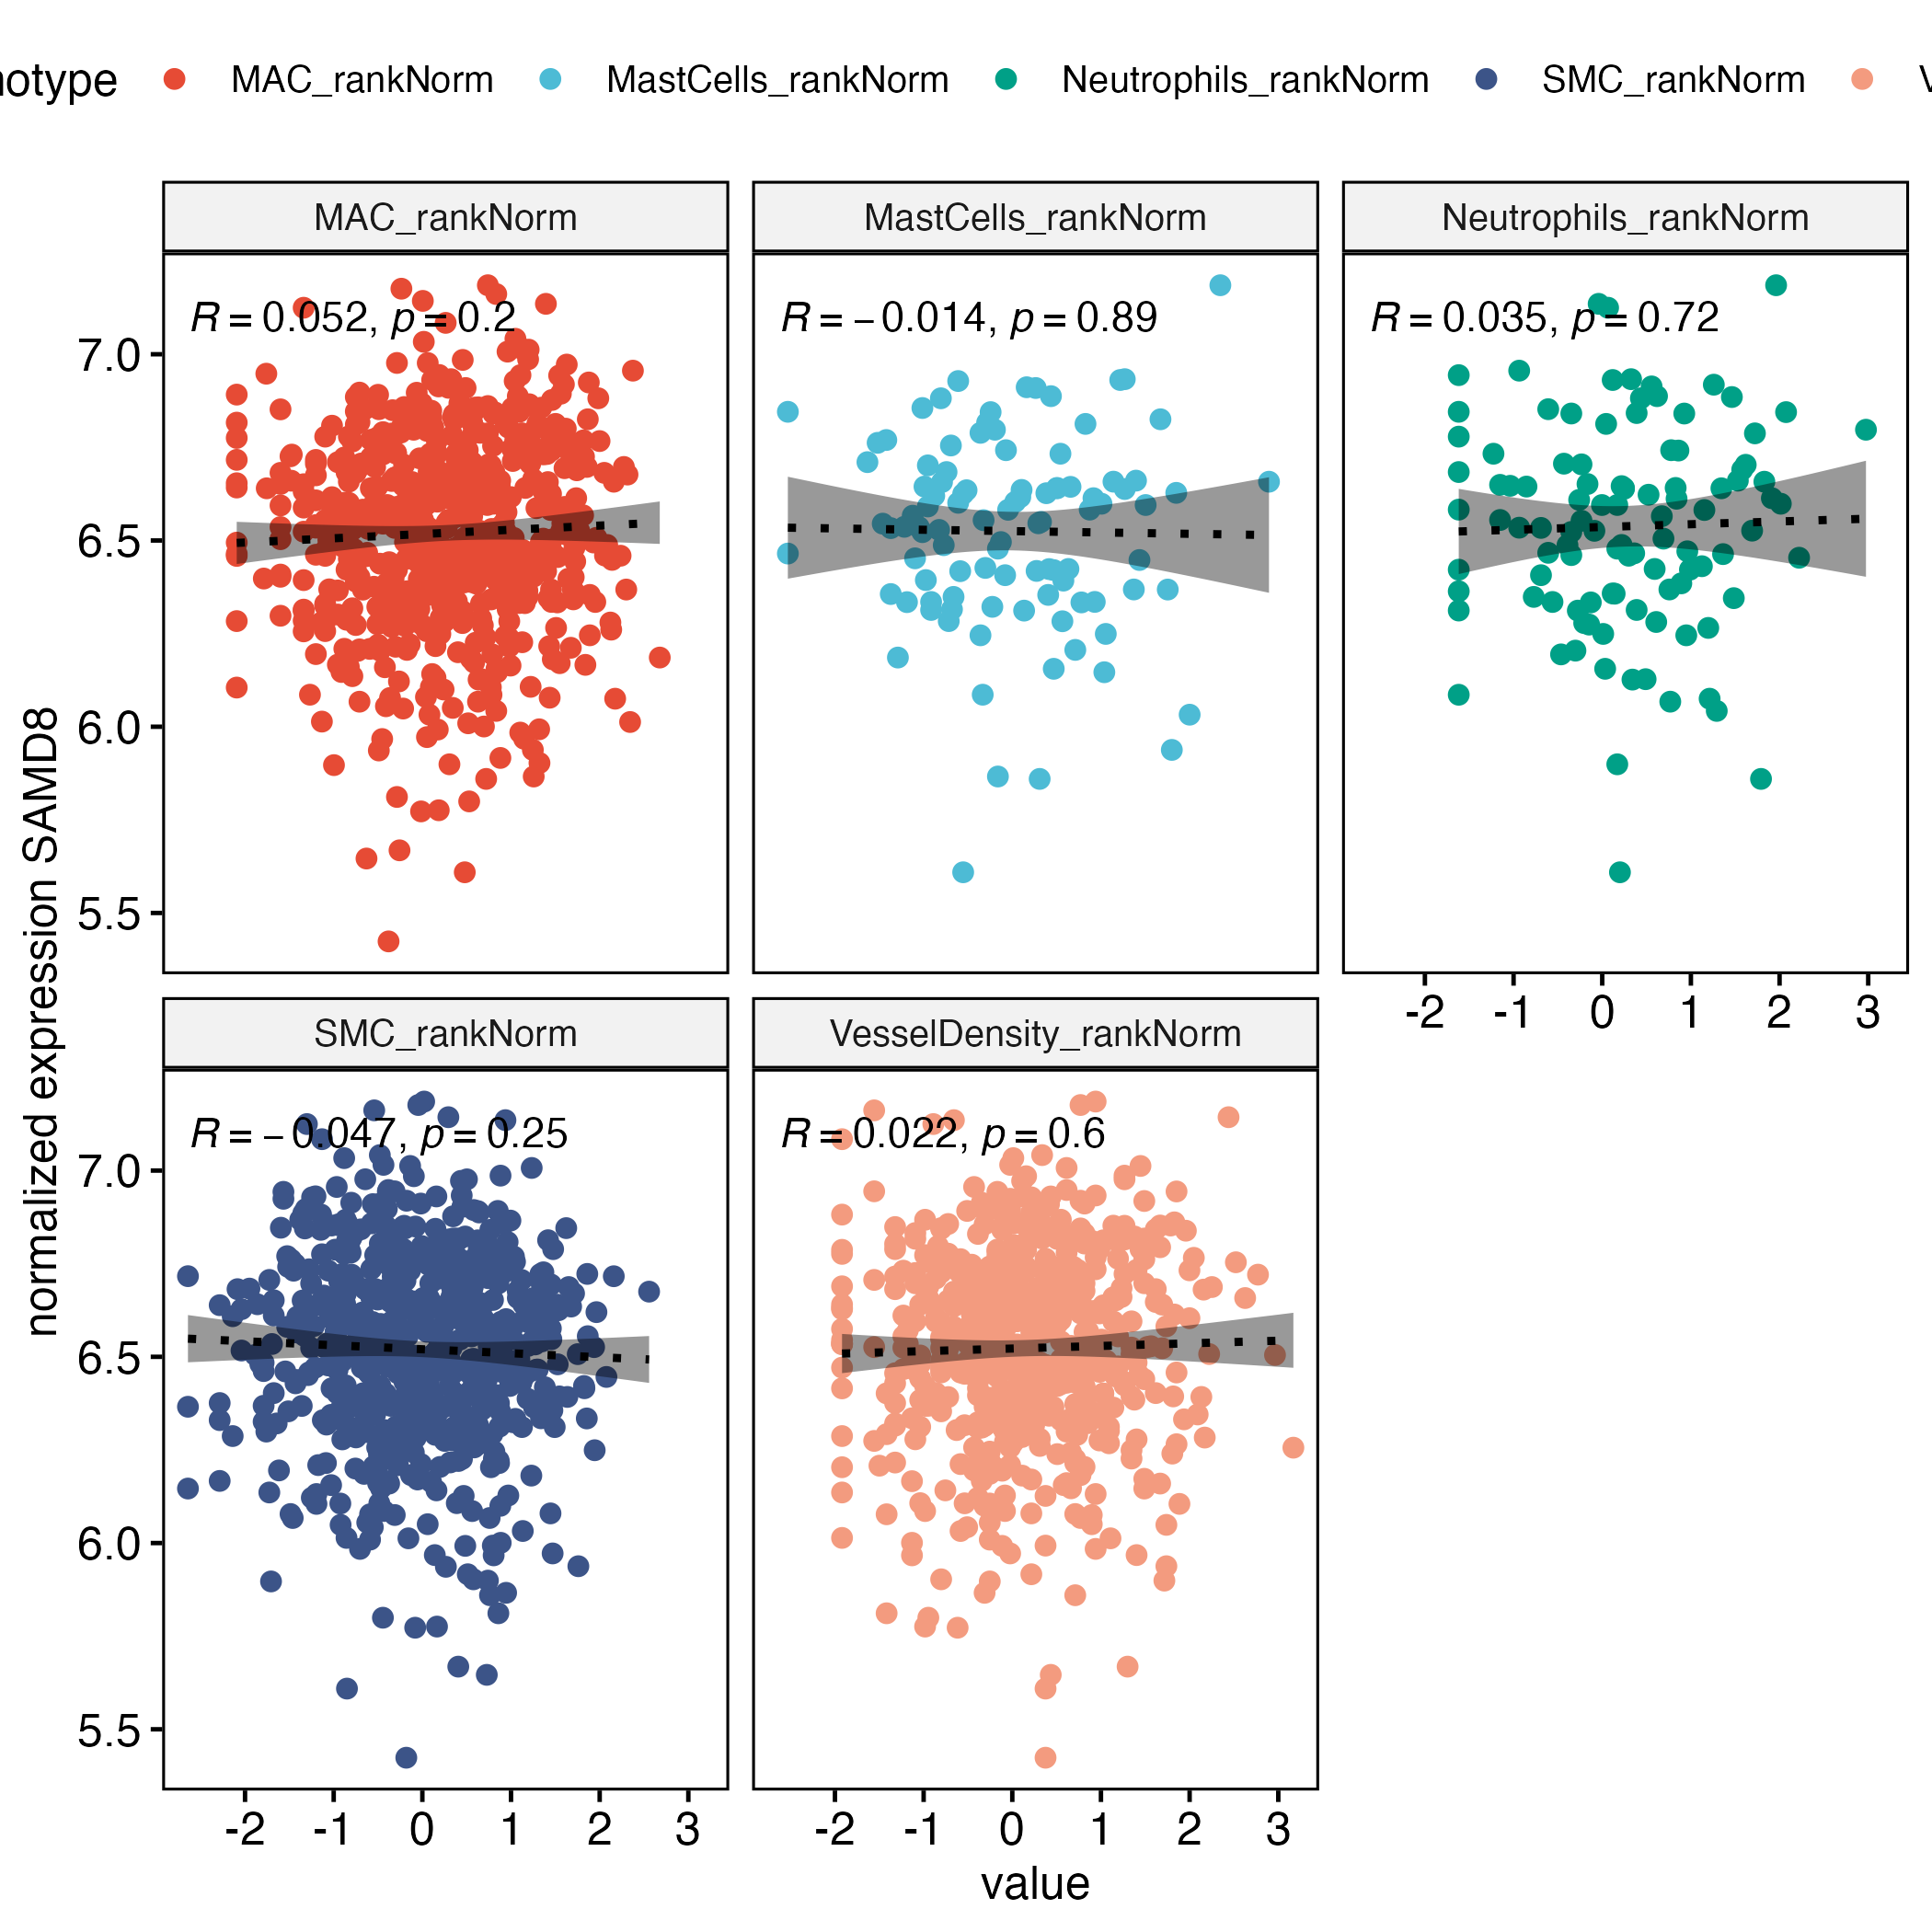 notype MAC_rankNorm MastCells_rankNorm Neutrophils_rankNorm SMC_rankNorm V
MAC_rankNorm MastCells_rankNorm Neutrophils_rankNorm
R = 0.052, p = 0.2 R = −0.014, p = 0.89 R = 0.035, p = 0.72
7.0
6.5
6.0
5.5
-2 -1 0 1 2 3
normalized expression SAMD8
SMC_rankNorm VesselDensity_rankNorm
R = −0.047, p = 0.25 R = 0.022, p = 0.6
7.0
6.5
6.0
5.5
-2 -1 0 1 2 3 -2 -1 0 1 2 3
value